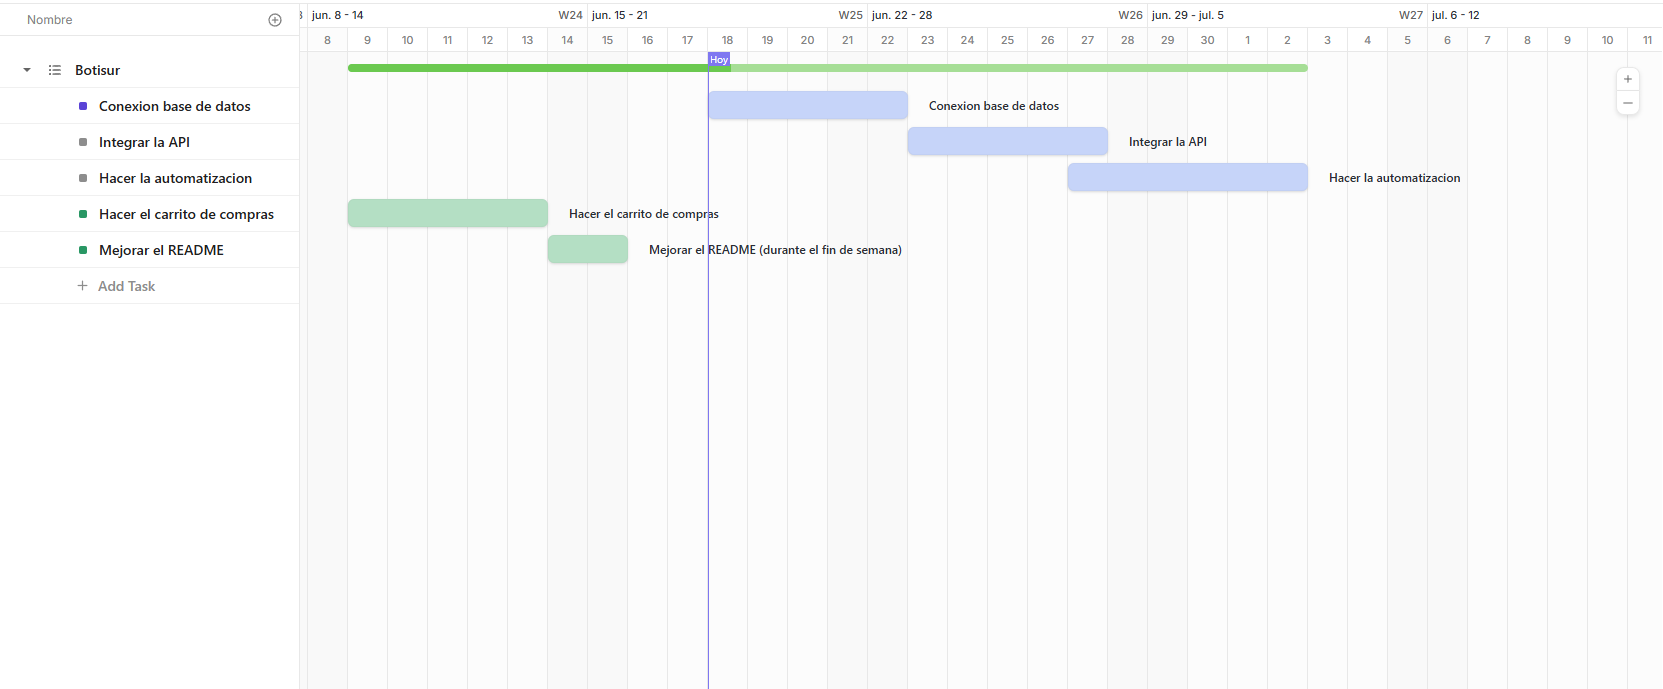 Nombre
3 jun. 8 - 14 W24 jun. 15 - 21 W25 jun. 22 - 28 W26 jun. 29 - jul. 5 W27 jul. 6 - 12
8 9 10 11 12 13 14 15 16 17 18 19 20 21 22 23 24 25 26 27 28 29 30 1 2 3 4 5 6 7 8 9 10 11
Hoy
Botisur
Conexion base de datos Conexion base de datos
Integrar la API Integrar la API
Hacer la automatizacion Hacer la automatizacion
Hacer el carrito de compras Hacer el carrito de compras
Mejorar el README Mejorar el README (durante el fin de semana)
+ Add Task